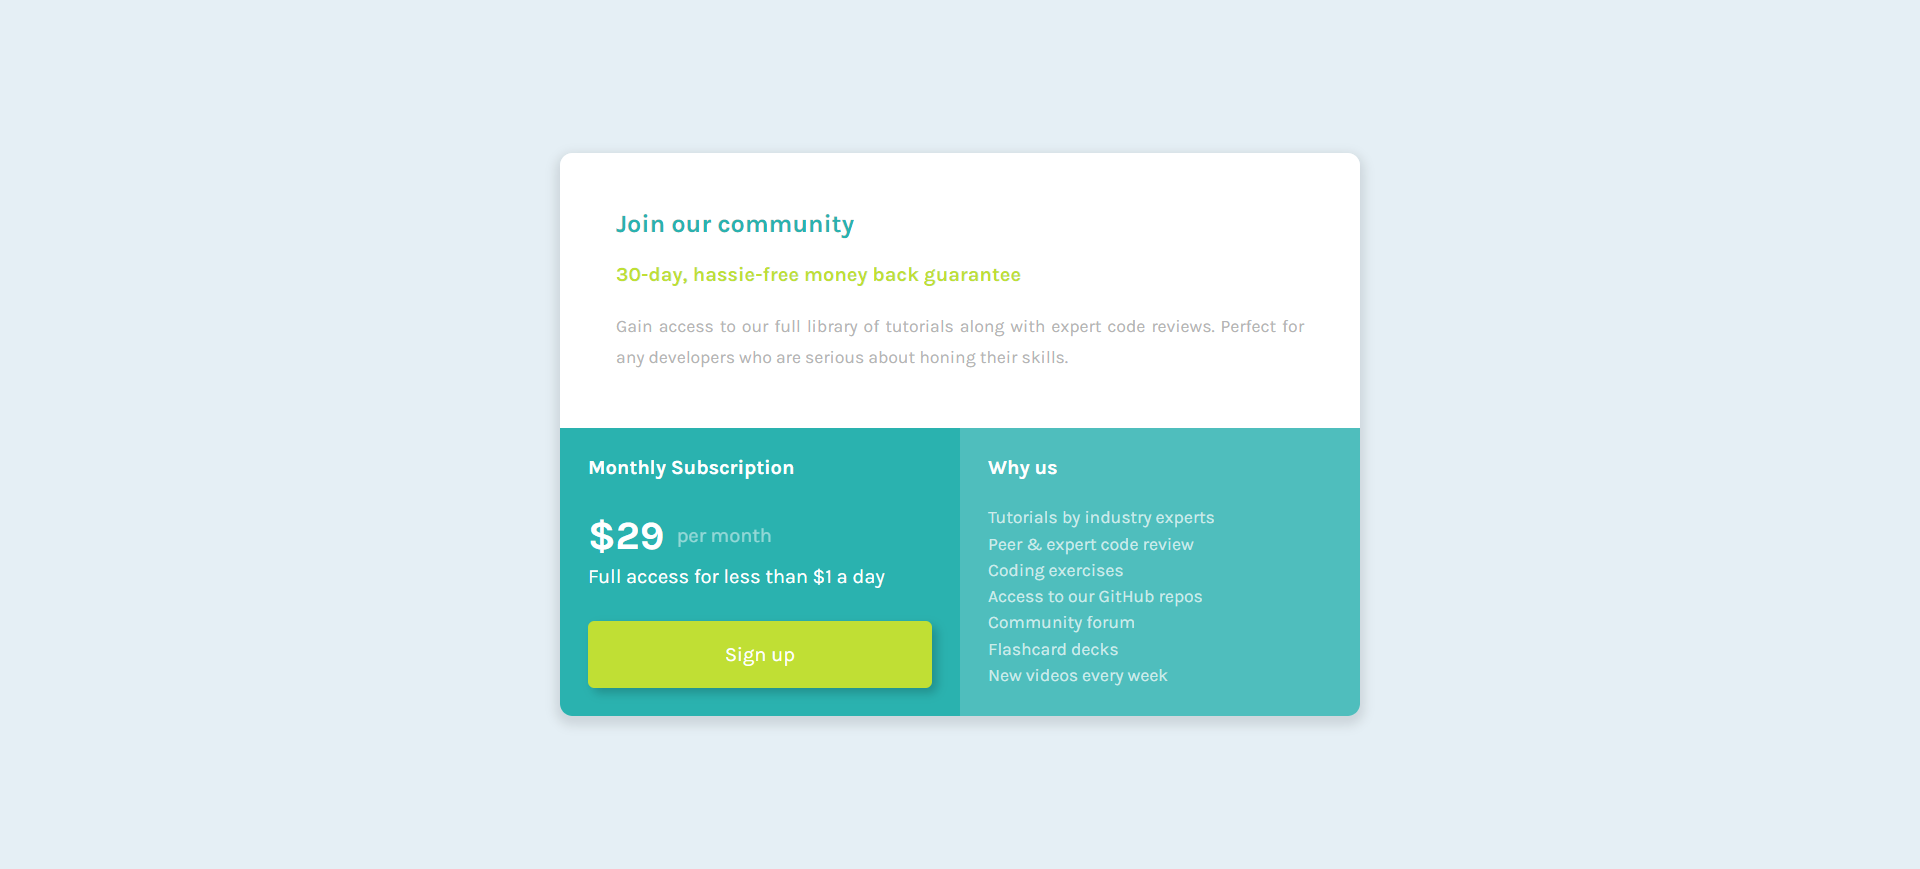 Join our community
30-day, hassie-free money back guarantee
Gain access to our full library of tutorials along with expert code reviews. Perfect for
any developers who are serious about honing their skills.
Monthly Subscription
$29 per month
Full access for less than $1 a day
Sign up
Why us
Tutorials by industry experts
Peer & expert code review
Coding exercises
Access to our GitHub repos
Community forum
Flashcard decks
New videos every week